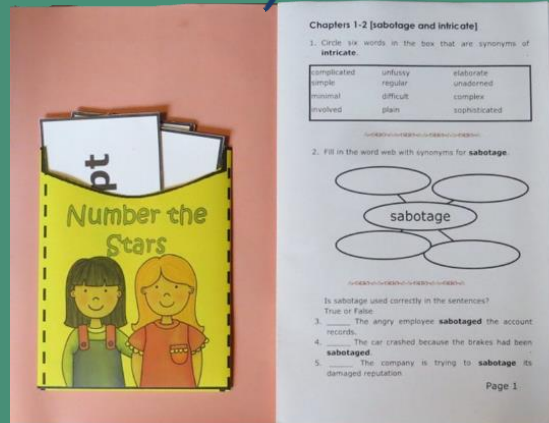 pt
Number the
Stars
Chapters 1-2 [sabotage and intricate]
1. Circle six words in the box that are synonyms of
intricate.
complicated unfussy elaborate
simple regular unadorned
minimal difficult complex
involved plain sophisticated
2. Fill in the word web with synonyms for sabotage.
sabotage
Is sabotage used correctly in the sentences?
True or False
3. _____ The angry employee sabotaged the account
records.
4. _____ The car crashed because the brakes had been
sabotaged.
5. _____ The company is trying to sabotage its
damaged reputation
Page 1